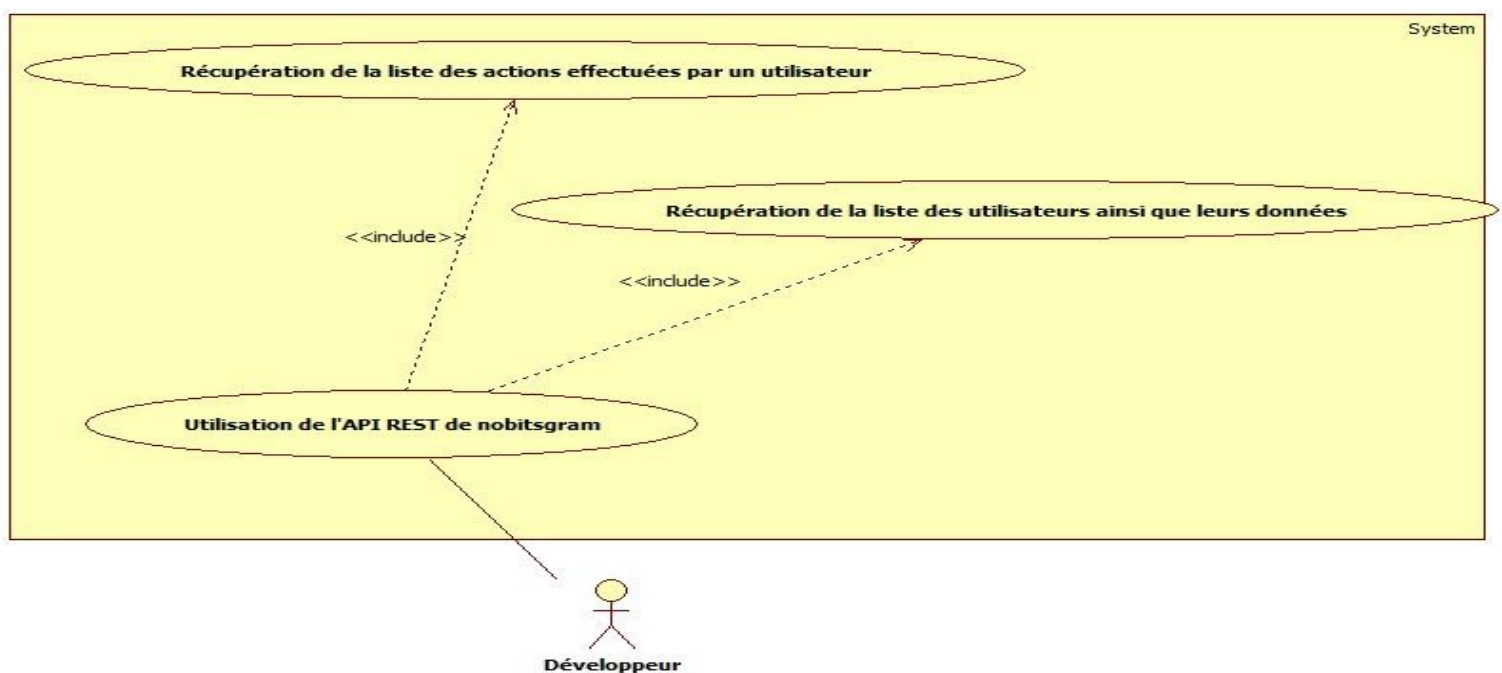 System
Récupération de la liste des actions effectuées par un utilisateur
Récupération de la liste des utilisateurs ainsi que leurs données
<<include>>
<<include>>
Utilisation de l'API REST de nobitsgram
Développeur